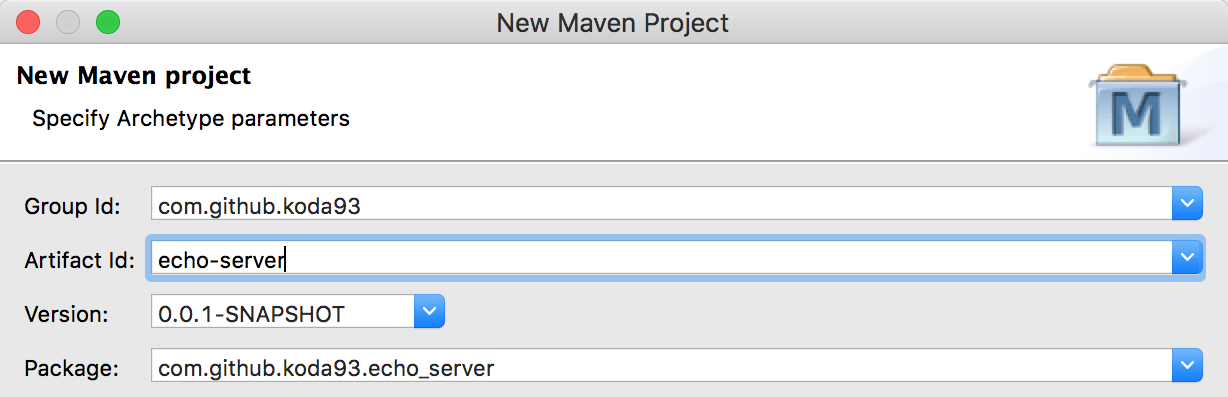 New Maven Project
New Maven project
Specify Archetype parameters
M
Group Id: com.github.koda93
Artifact Id: echo-server
Version: 0.0.1-SNAPSHOT
Package: com.github.koda93.echo_server